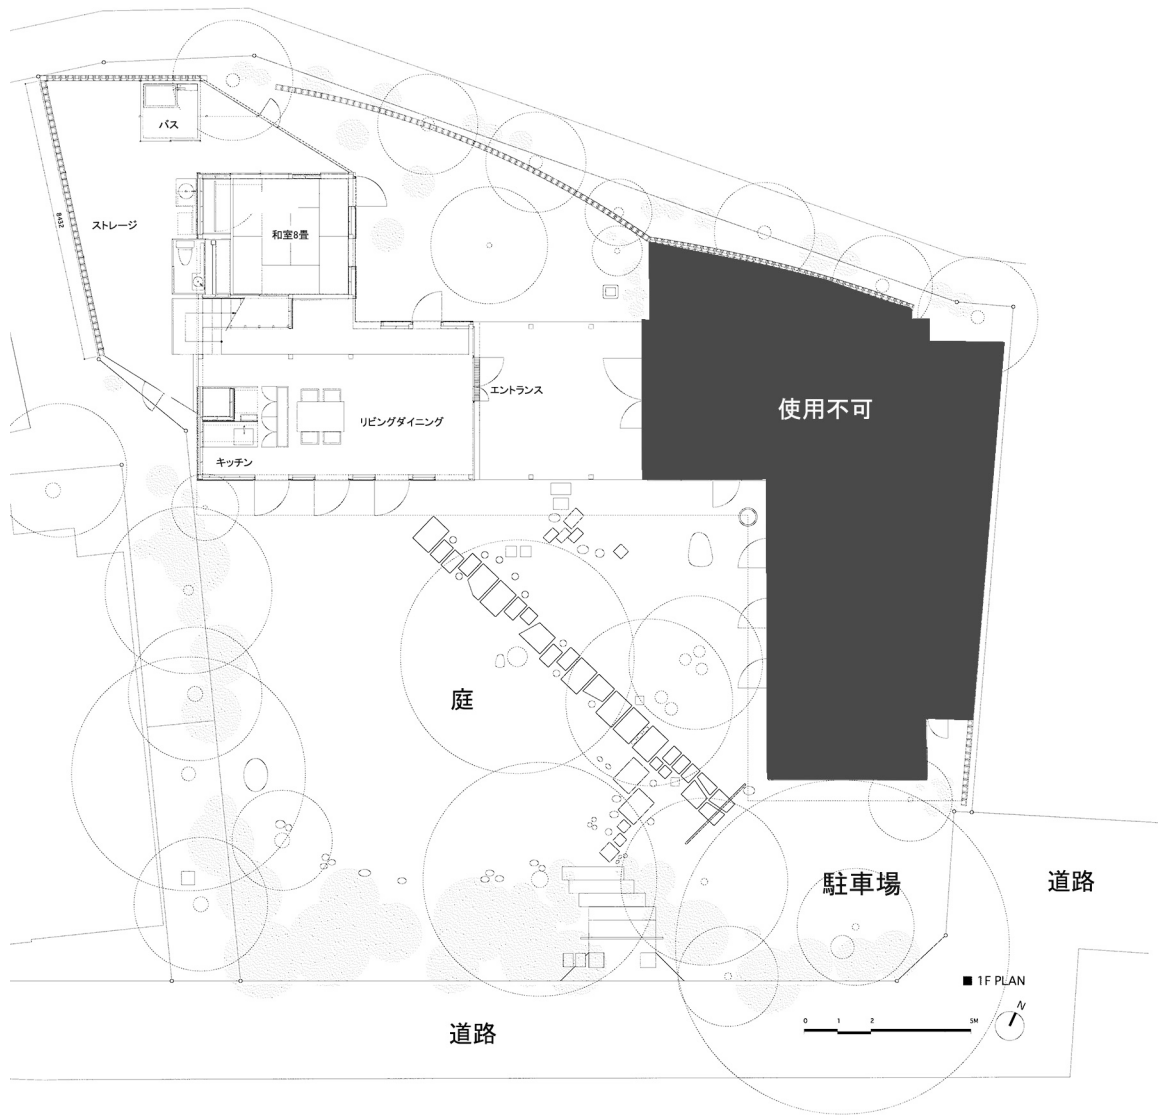 バス
8432
ストレージ
和室8畳
エントランス
使用不可
リビングダイニング
キッチン
庭
駐車場
道路
■ 1F PLAN
N
0 1 2 5M
道路